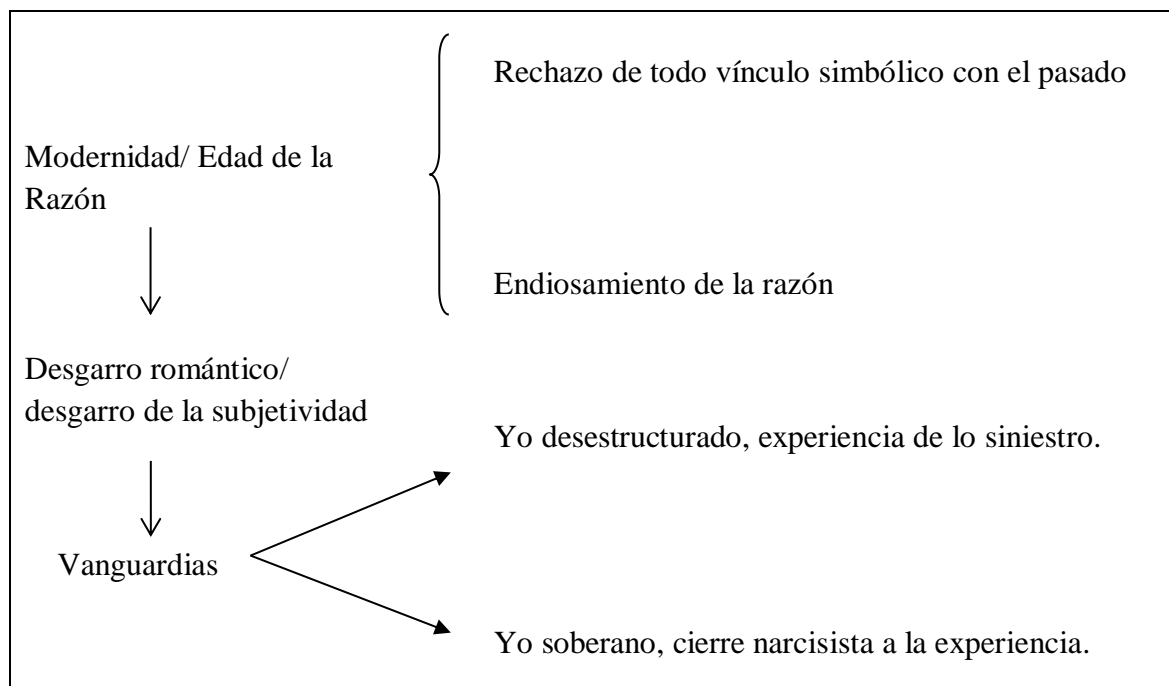 Rechazo de todo vínculo simbólico con el pasado
Modernidad/ Edad de la
Razón
Endiosamiento de la razón
Desgarro romántico/
desgarro de la subjetividad
Yo desestructurado, experiencia de lo siniestro.
Vanguardias
Yo soberano, cierre narcisista a la experiencia.